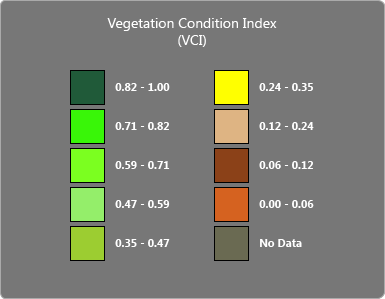 Vegetation Condition Index
(VCI)
0.82 - 1.00
0.71 - 0.82
0.59 - 0.71
0.47 - 0.59
0.35 - 0.47
0.24 - 0.35
0.12 - 0.24
0.06 - 0.12
0.00 - 0.06
No Data